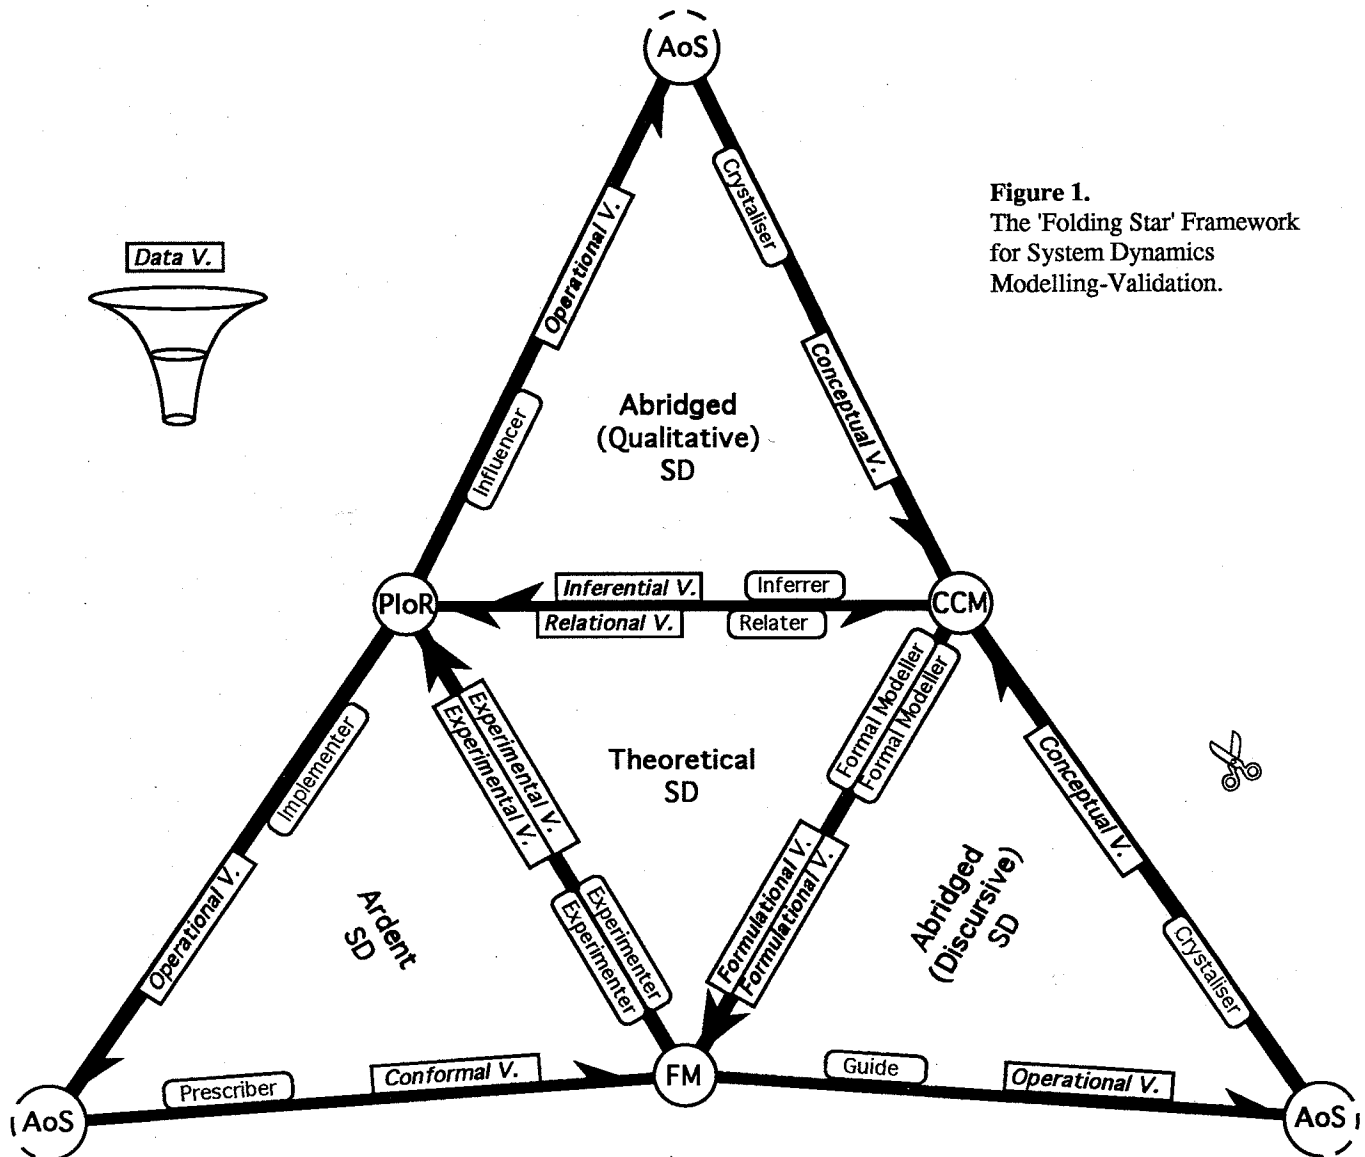 AoS
Crystaliser
Figure 1.
The 'Folding Star' Framework
for System Dynamics
Modelling-Validation.
Data V.
Operational V.
Conceptual V.
Influencer
Abridged
(Qualitative)
SD
PIoR
Inferential V.
Inferrer
CCM
Relational V.
Relater
Formal Modeller
Formal Modeller
Experimental V.
Experimental V.
Theoretical
SD
Implementer
Conceptual V.
Operational V.
Formulational V.
Formulational V.
Ardent
SD
Experimenter
Experimenter
Abridged
(Discursive)
SD
Crystaliser
Prescriber
Conformal V.
FM
Guide
Operational V.
AoS
AoS